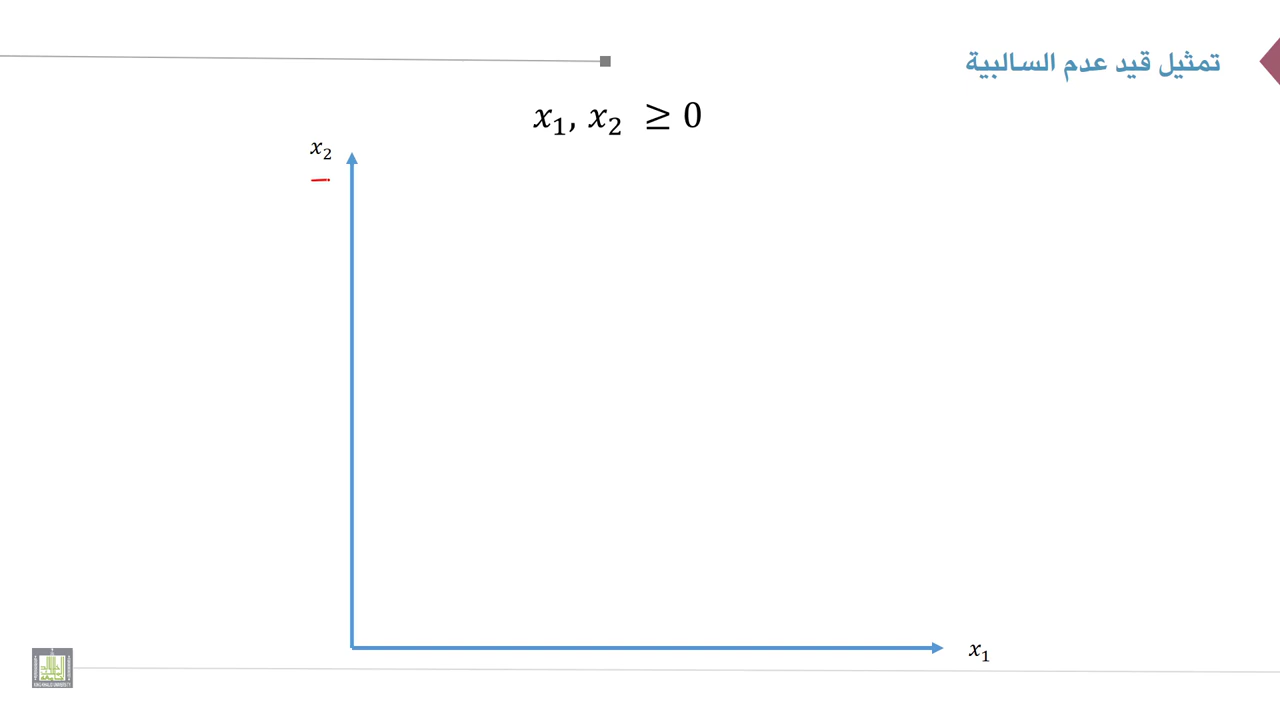 تمثيل قيد عدم السالبية
x₁, x₂ ≥ 0
x₂
x₁